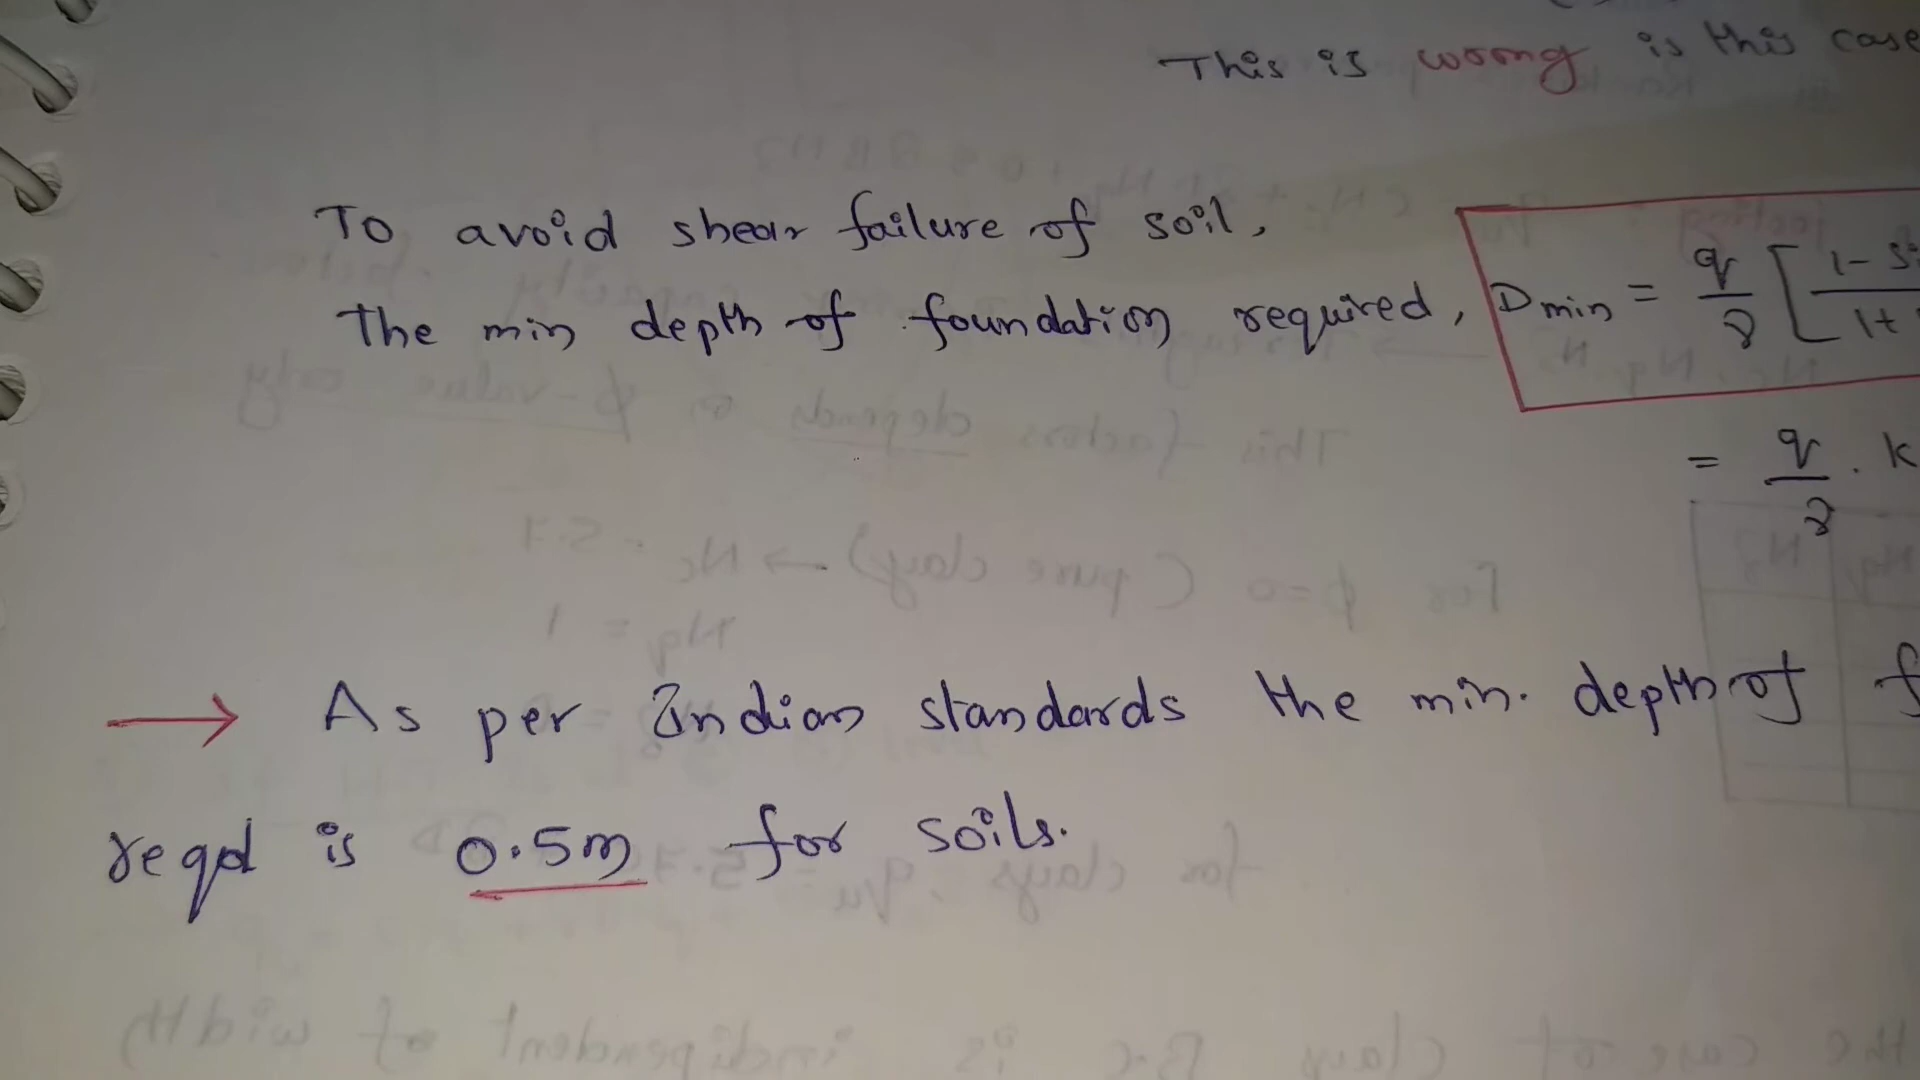 This is wrong is this case
To avoid shear failure of soil,
the min depth of foundation required, Dmin = q/γ [1- Si / 1+
= q/γ . k
→ As per Indian standards the min. depth of f
reqd is 0.5m for soils.